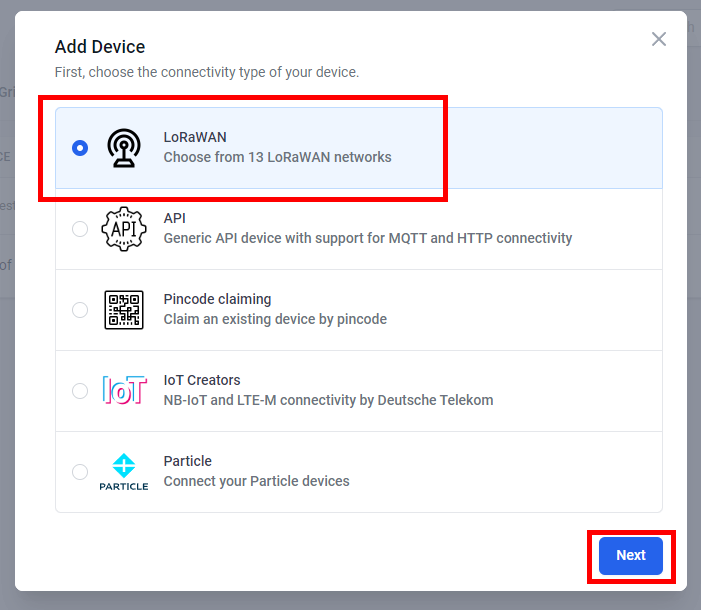 Add Device
First, choose the connectivity type of your device.
LoRaWAN
Choose from 13 LoRaWAN networks
API
API
Generic API device with support for MQTT and HTTP connectivity
Pincode claiming
Claim an existing device by pincode
IoT
IoT Creators
NB-IoT and LTE-M connectivity by Deutsche Telekom
PARTICLE
Particle
Connect your Particle devices
Next